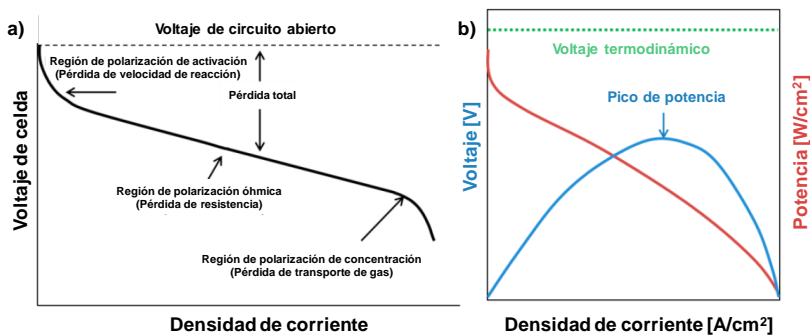 a)
Voltaje de circuito abierto
Región de polarización de activación
(Pérdida de velocidad de reacción)
Pérdida total
Región de polarización óhmica
(Pérdida de resistencia)
Región de polarización de concentración
(Pérdida de transporte de gas)
Voltaje de celda
Densidad de corriente
b)
Voltaje termodinámico
Pico de potencia
Voltaje [V]
Potencia [W/cm²]
Densidad de corriente [A/cm²]